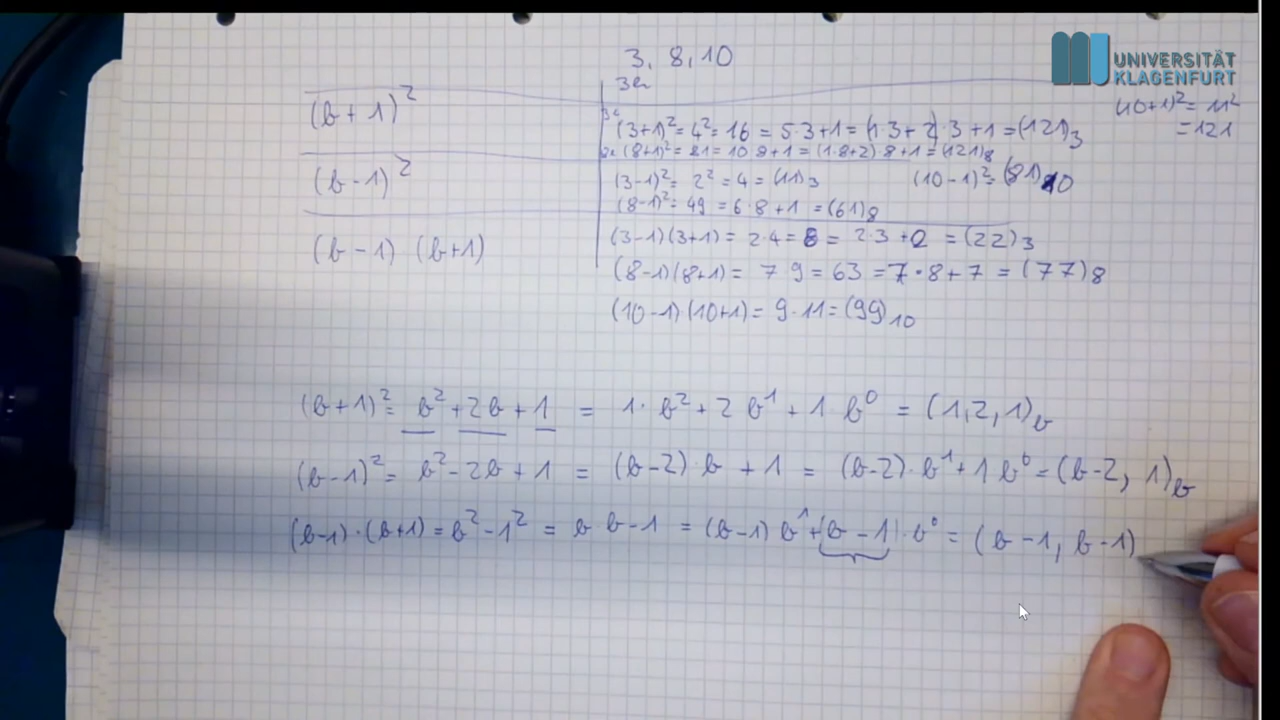 3, 8, 10
UNIVERSITÄT
KLAGENFURT
(b+1)²
(3+1)² = 4² = 16 = 5·3+1 = (1·3+2)·3+1 = (121)₃
(10+1)² = 11²
= 121
(8+1)² = 81 = 10·8+1 = (1·8+2)·8+1 = (121)₈
(b-1)²
(3-1)² = 2² = 4 = (11)₃
(10-1)² = (81)₁₀
(8-1)² = 49 = 6·8+1 = (61)₈
(b-1) (b+1)
(3-1)(3+1) = 2·4 = 8 = 2·3+2 = (22)₃
(8-1)(8+1) = 7 9 = 63 = 7·8+7 = (77)₈
(10-1)(10+1) = 9·11 = (99)₁₀
(b+1)² = b²+2b+1 = 1·b²+2 b¹+1 b⁰ = (1,2,1)b
(b-1)² = b²-2b+1 = (b-2)·b+1 = (b-2)·b¹+1 b⁰ = (b-2, 1)b
(b-1)·(b+1) = b²-1² = b b-1 = (b-1) b¹+(b-1)·b⁰ = (b-1, b-1)